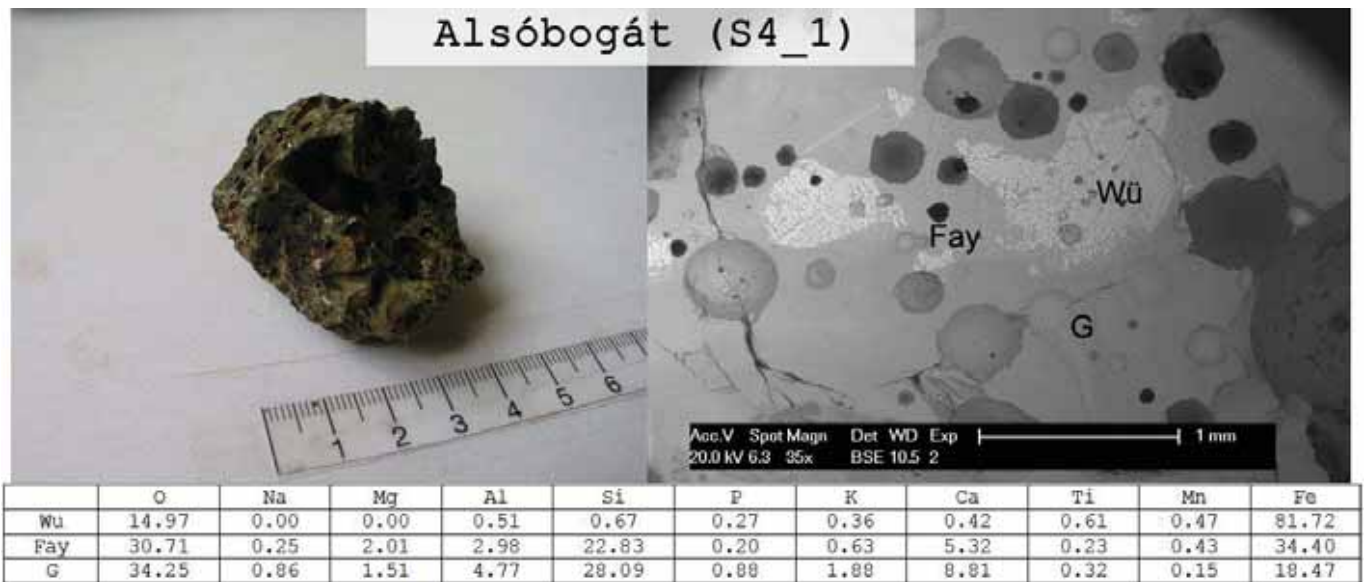 Alsóbogát (S4_1)
1 2 3 4 5 6
Wü
Fay
G
Acc.V Spot Magn Det WD Exp 1 mm
20.0 kV 6.3 35x BSE 10.5 2
O Na Mg Al Si P K Ca Ti Mn Fe
Wu 14.97 0.00 0.00 0.51 0.67 0.27 0.36 0.42 0.61 0.47 81.72
Fay 30.71 0.25 2.01 2.98 22.83 0.20 0.63 5.32 0.23 0.43 34.40
G 34.25 0.86 1.51 4.77 28.09 0.88 1.88 8.81 0.32 0.15 18.47